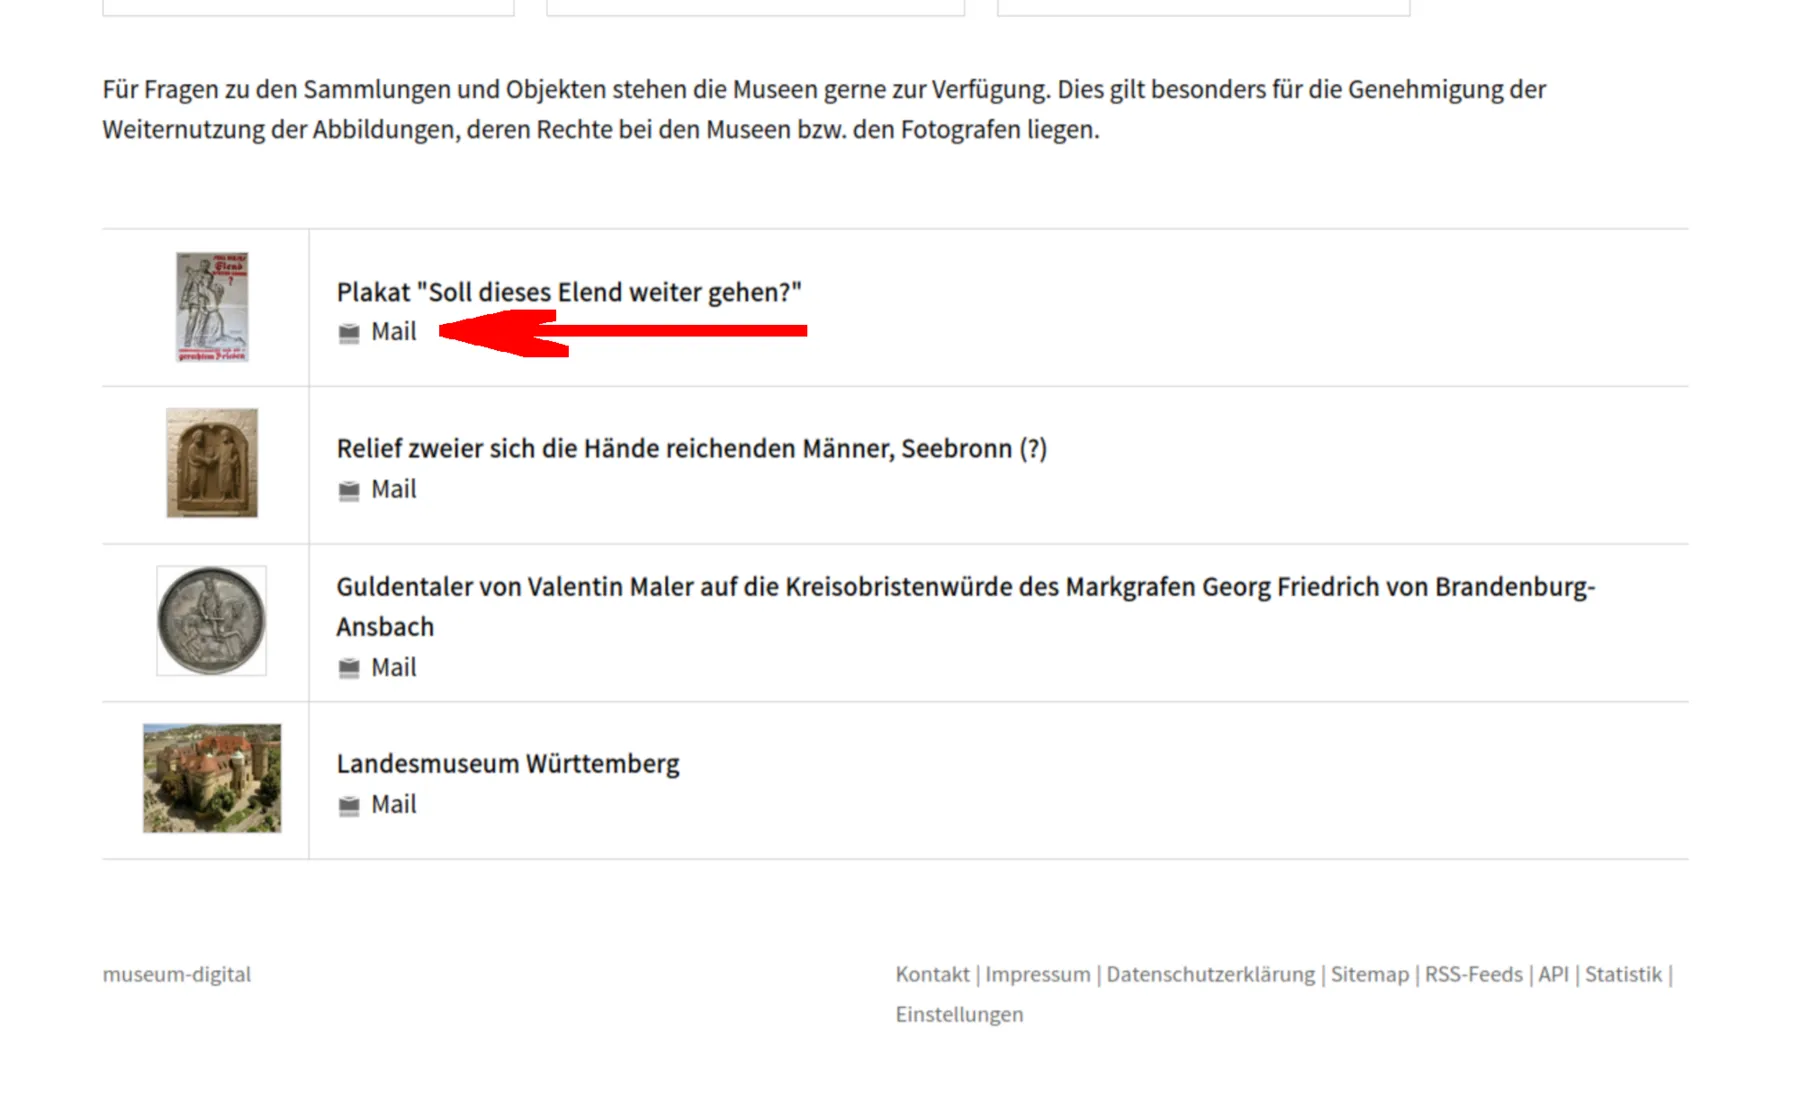 Für Fragen zu den Sammlungen und Objekten stehen die Museen gerne zur Verfügung. Dies gilt besonders für die Genehmigung der
Weiternutzung der Abbildungen, deren Rechte bei den Museen bzw. den Fotografen liegen.
Elend
?
gerechtem Frieden
Plakat "Soll dieses Elend weiter gehen?"
Mail
Relief zweier sich die Hände reichenden Männer, Seebronn (?)
Mail
Guldentaler von Valentin Maler auf die Kreisobristenwürde des Markgrafen Georg Friedrich von Brandenburg-
Ansbach
Mail
Landesmuseum Württemberg
Mail
museum-digital
Kontakt | Impressum | Datenschutzerklärung | Sitemap | RSS-Feeds | API | Statistik |
Einstellungen